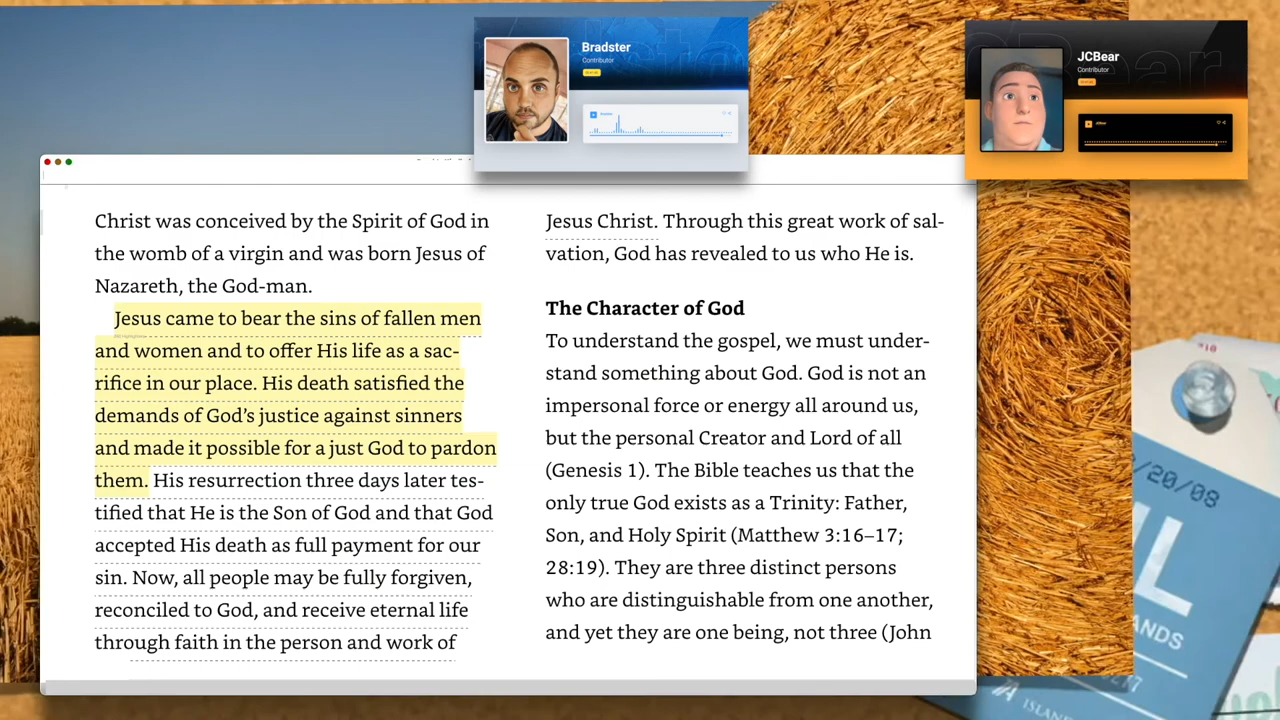 Bradster
Contributor
JCBear
Contributor
Christ was conceived by the Spirit of God in
the womb of a virgin and was born Jesus of
Nazareth, the God-man.
Jesus came to bear the sins of fallen men
and women and to offer His life as a sac-
rifice in our place. His death satisfied the
demands of God’s justice against sinners
and made it possible for a just God to pardon
them. His resurrection three days later tes-
tified that He is the Son of God and that God
accepted His death as full payment for our
sin. Now, all people may be fully forgiven,
reconciled to God, and receive eternal life
through faith in the person and work of
Jesus Christ. Through this great work of sal-
vation, God has revealed to us who He is.
The Character of God
To understand the gospel, we must under-
stand something about God. God is not an
impersonal force or energy all around us,
but the personal Creator and Lord of all
(Genesis 1). The Bible teaches us that the
only true God exists as a Trinity: Father,
Son, and Holy Spirit (Matthew 3:16–17;
28:19). They are three distinct persons
who are distinguishable from one another,
and yet they are one being, not three (John
/20/08